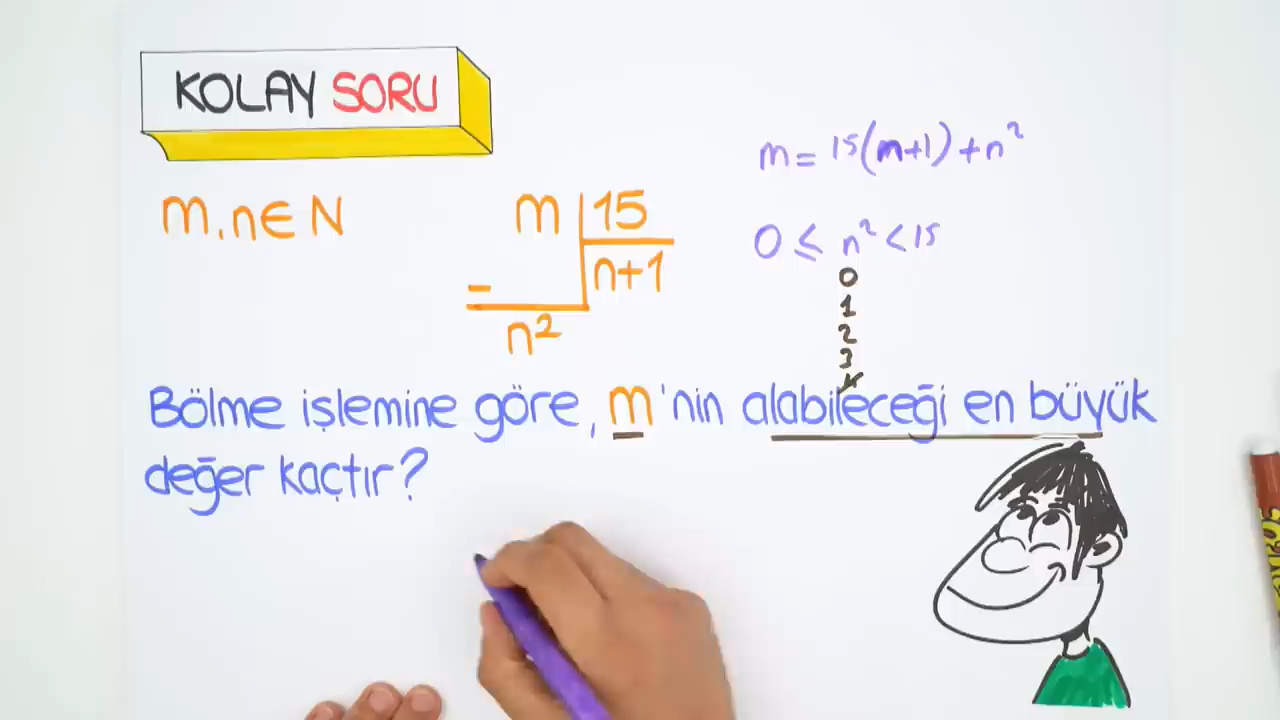 KOLAY SORU
m,n∈N
m 15
n+1
-
n²
m = 15(m+1)+n²
0 ≤ n² < 15
0
1
2
3
4
Bölme işlemine göre, m'nin alabileceği en büyük
değer kaçtır?